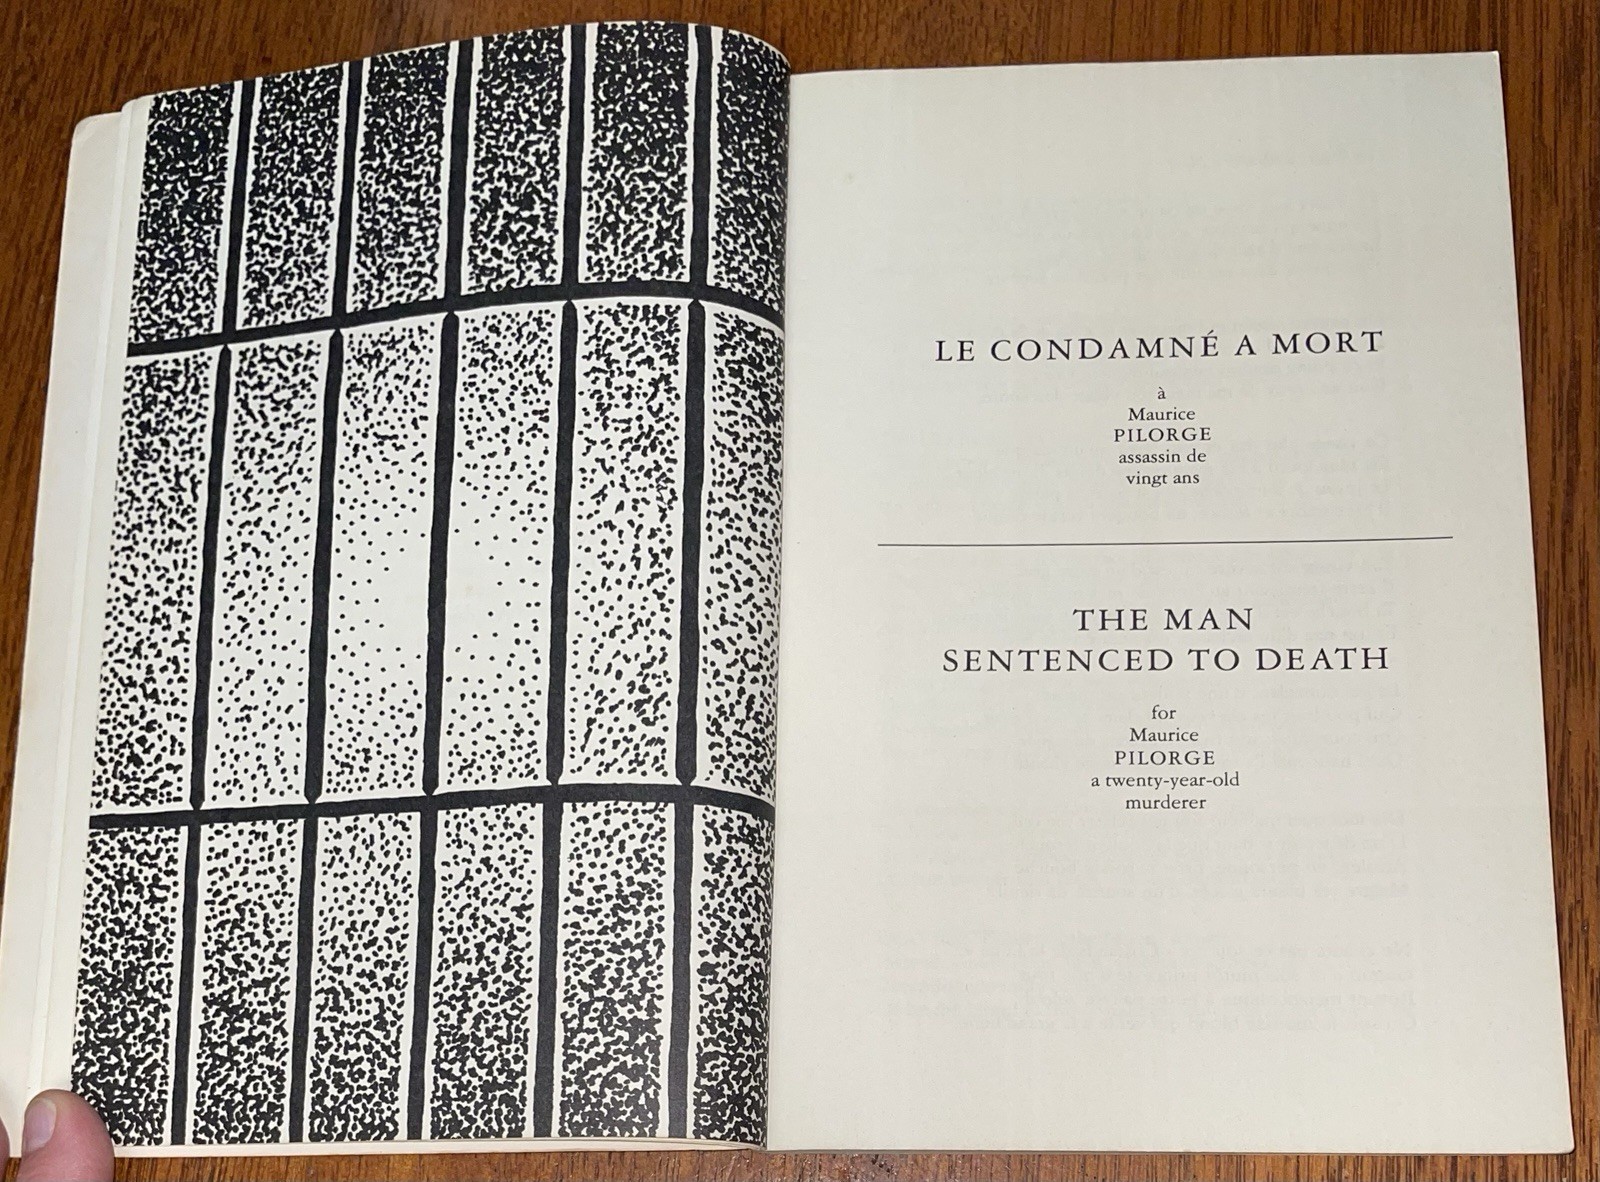 LE CONDAMNÉ A MORT
à
Maurice
PILORGE
assassin de
vingt ans
THE MAN
SENTENCED TO DEATH
for
Maurice
PILORGE
a twenty-year-old
murderer